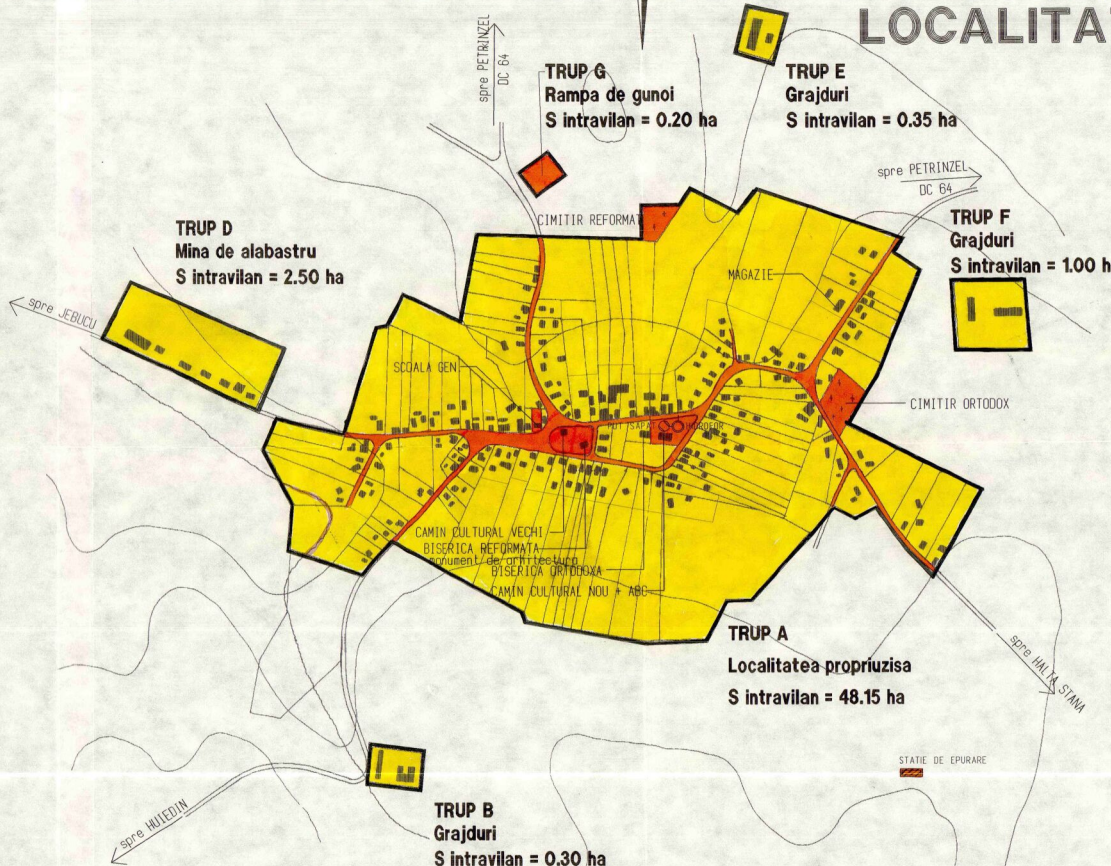 LOCALITA
spre PETRINZEL
DC 64
TRUP G
Rampa de gunoi
S intravilan = 0.20 ha
TRUP E
Grajduri
S intravilan = 0.35 ha
spre PETRINZEL
DC 64
TRUP D
Mina de alabastru
S intravilan = 2.50 ha
CIMITIR REFORMAT
TRUP F
Grajduri
S intravilan = 1.00 h
MAGAZIE
spre JEBUCU
SCOALA GEN
CIMITIR ORTODOX
PUT SAPAT
HIDROFOR
CAMIN CULTURAL VECHI
BISERICA REFORMATA
monument de arhitectura
BISERICA ORTODOXA
CAMIN CULTURAL NOU + ABC
TRUP A
Localitatea propriuzisa
S intravilan = 48.15 ha
spre HALTA STANA
STATIE DE EPURARE
spre HUIEDIN
TRUP B
Grajduri
S intravilan = 0.30 ha